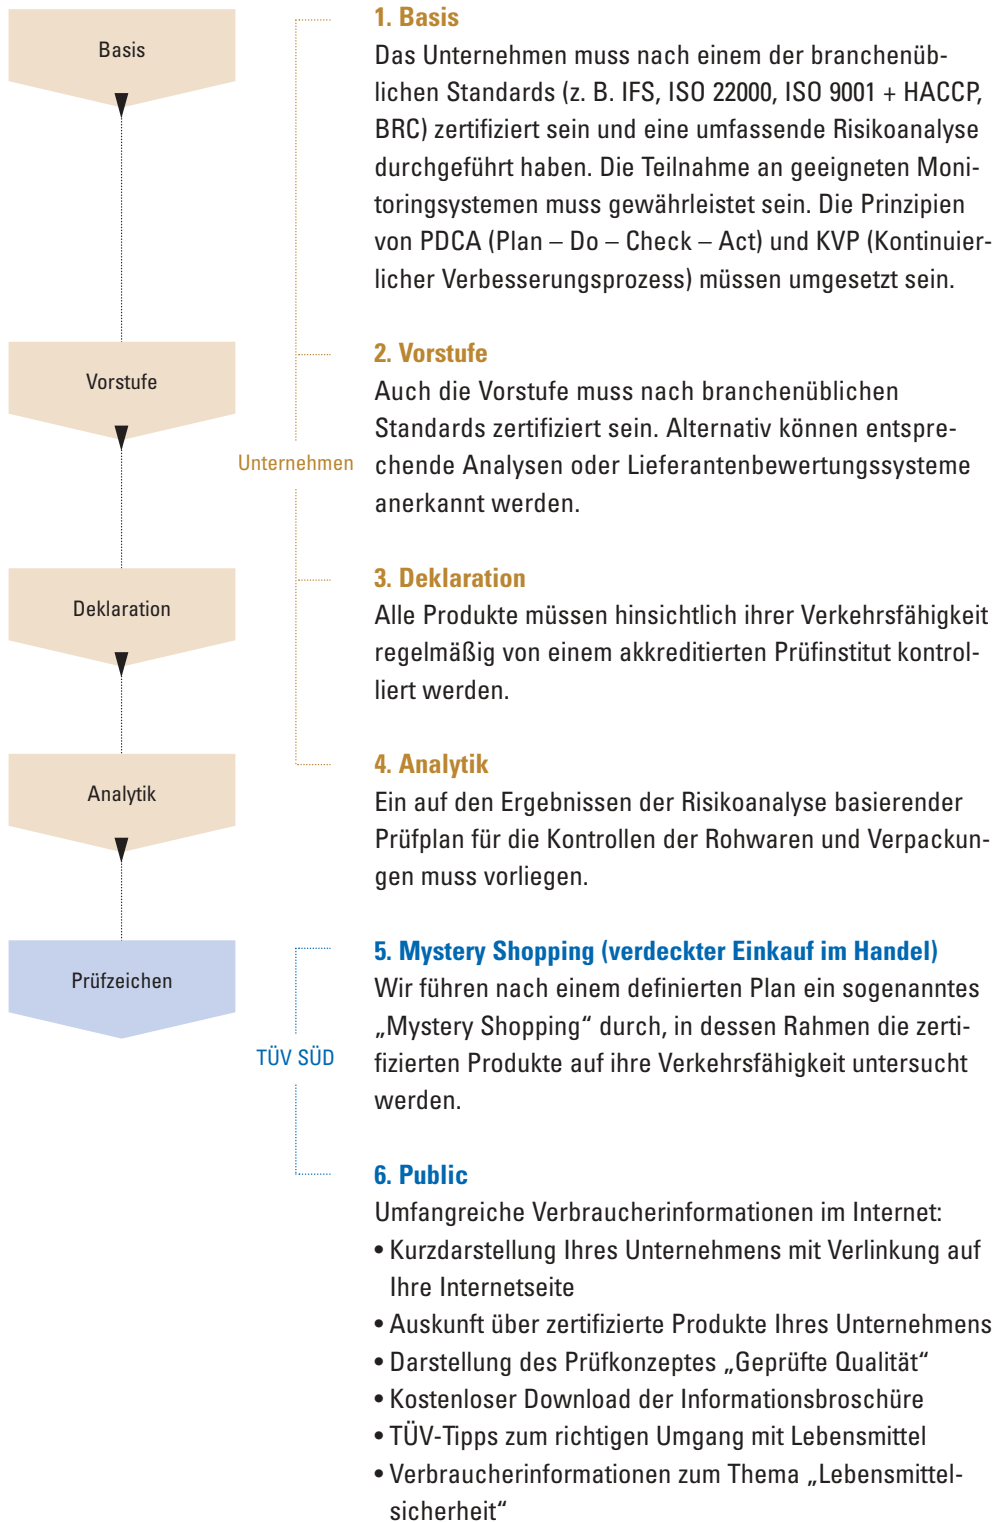 Basis
Vorstufe
Deklaration
Analytik
Prüfzeichen
Unternehmen
TÜV SÜD
1. Basis
Das Unternehmen muss nach einem der branchenüb-
lichen Standards (z. B. IFS, ISO 22000, ISO 9001 + HACCP,
BRC) zertifiziert sein und eine umfassende Risikoanalyse
durchgeführt haben. Die Teilnahme an geeigneten Moni-
toringsystemen muss gewährleistet sein. Die Prinzipien
von PDCA (Plan – Do – Check – Act) und KVP (Kontinuier-
licher Verbesserungsprozess) müssen umgesetzt sein.
2. Vorstufe
Auch die Vorstufe muss nach branchenüblichen
Standards zertifiziert sein. Alternativ können entspre-
chende Analysen oder Lieferantenbewertungssysteme
anerkannt werden.
3. Deklaration
Alle Produkte müssen hinsichtlich ihrer Verkehrsfähigkeit
regelmäßig von einem akkreditierten Prüfinstitut kontrol-
liert werden.
4. Analytik
Ein auf den Ergebnissen der Risikoanalyse basierender
Prüfplan für die Kontrollen der Rohwaren und Verpackun-
gen muss vorliegen.
5. Mystery Shopping (verdeckter Einkauf im Handel)
Wir führen nach einem definierten Plan ein sogenanntes
„Mystery Shopping“ durch, in dessen Rahmen die zerti-
fizierten Produkte auf ihre Verkehrsfähigkeit untersucht
werden.
6. Public
Umfangreiche Verbraucherinformationen im Internet:
• Kurzdarstellung Ihres Unternehmens mit Verlinkung auf
Ihre Internetseite
• Auskunft über zertifizierte Produkte Ihres Unternehmens
• Darstellung des Prüfkonzeptes „Geprüfte Qualität“
• Kostenloser Download der Informationsbroschüre
• TÜV-Tipps zum richtigen Umgang mit Lebensmittel
• Verbraucherinformationen zum Thema „Lebensmittel-
sicherheit“